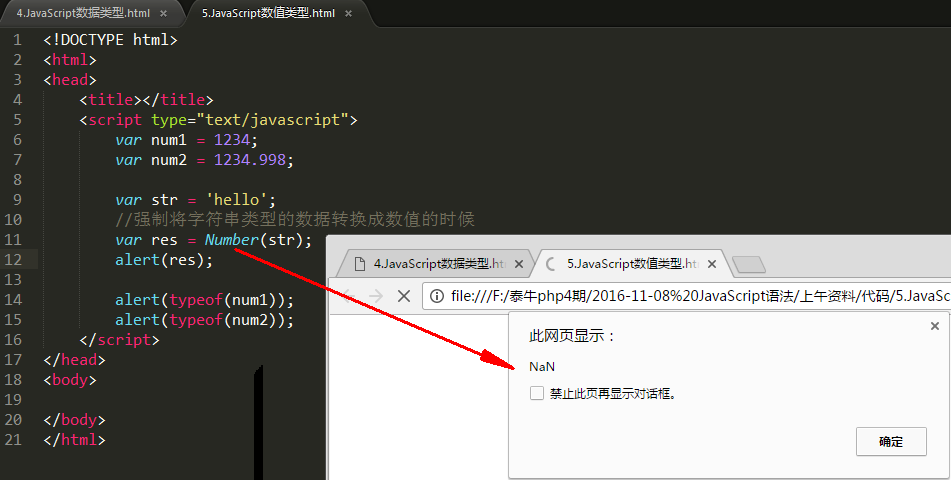 4.JavaScript数据类型.html ×
5.JavaScript数值类型.html ×
1 <!DOCTYPE html>
2 <html>
3 <head>
4 <title></title>
5 <script type="text/javascript">
6 var num1 = 1234;
7 var num2 = 1234.998;
8
9 var str = 'hello';
10 //强制将字符串类型的数据转换成数值的时候
11 var res = Number(str);
12 alert(res);
13
14 alert(typeof(num1));
15 alert(typeof(num2));
16 </script>
17 </head>
18 <body>
19
20 </body>
21 </html>
4.JavaScript数据类型.ht
5.JavaScript数值类型.ht
file:///F:/泰牛php4期/2016-11-08%20JavaScript语法/上午资料/代码/5.JavaSc
此网页显示：
NaN
禁止此页再显示对话框。
确定